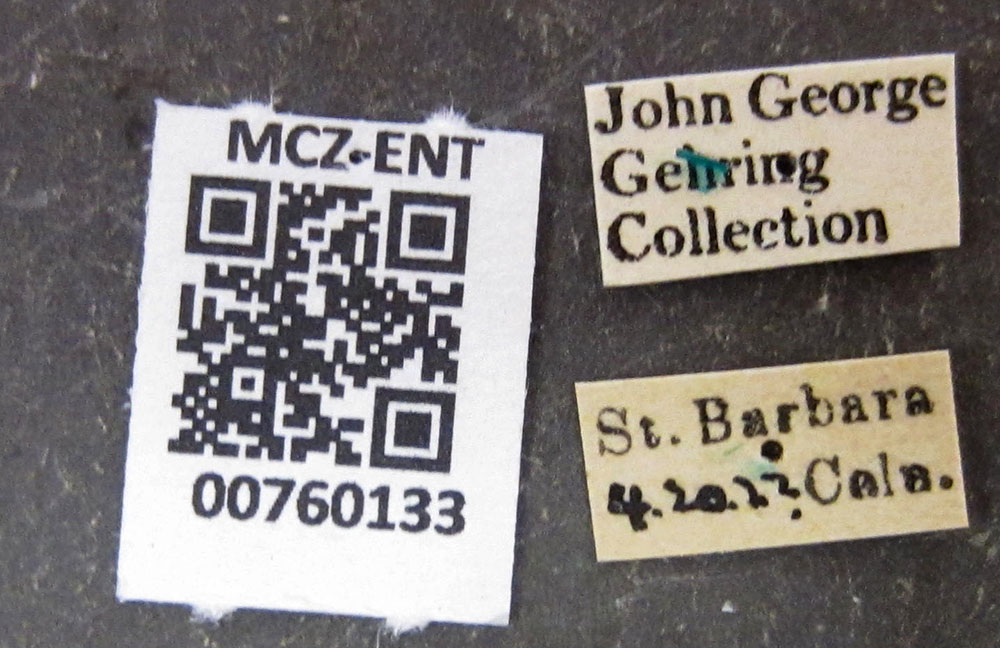 MCZ-ENT
00760133
John George
Gehring
Collection
St. Barbara
4.20.22 Cala.